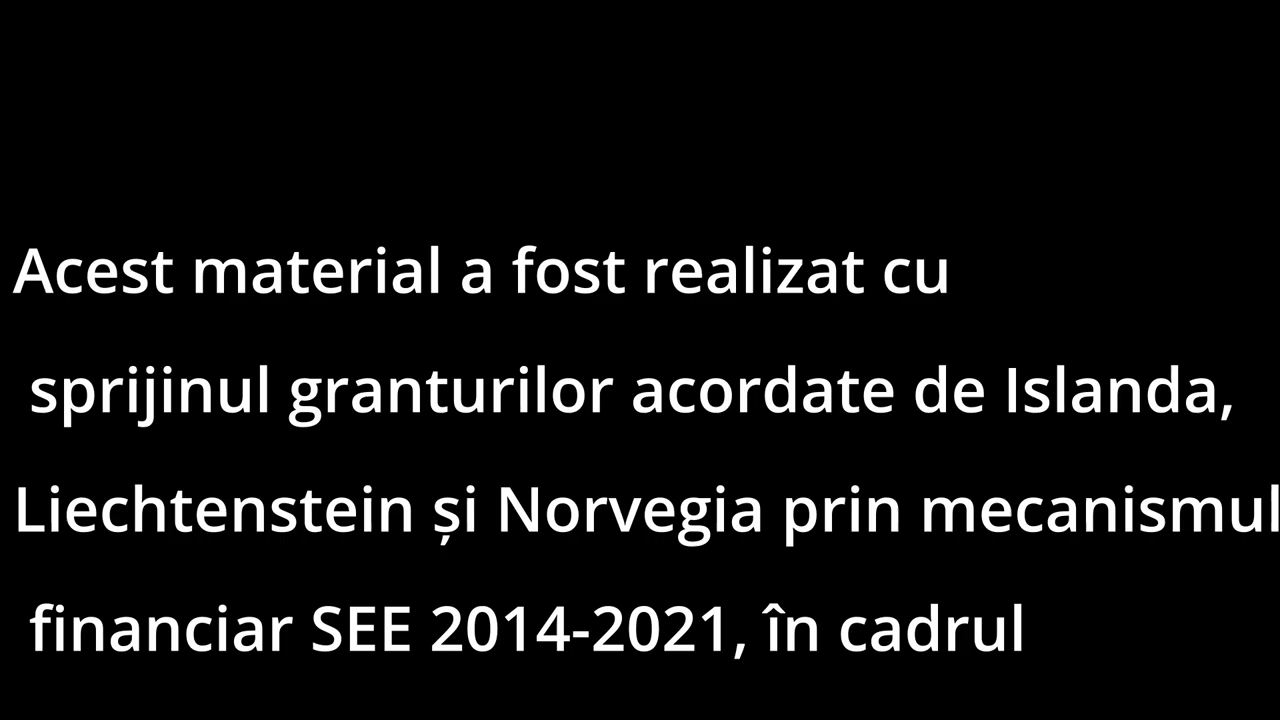 Acest material a fost realizat cu
sprijinul granturilor acordate de Islanda,
Liechtenstein și Norvegia prin mecanismul
financiar SEE 2014-2021, în cadrul